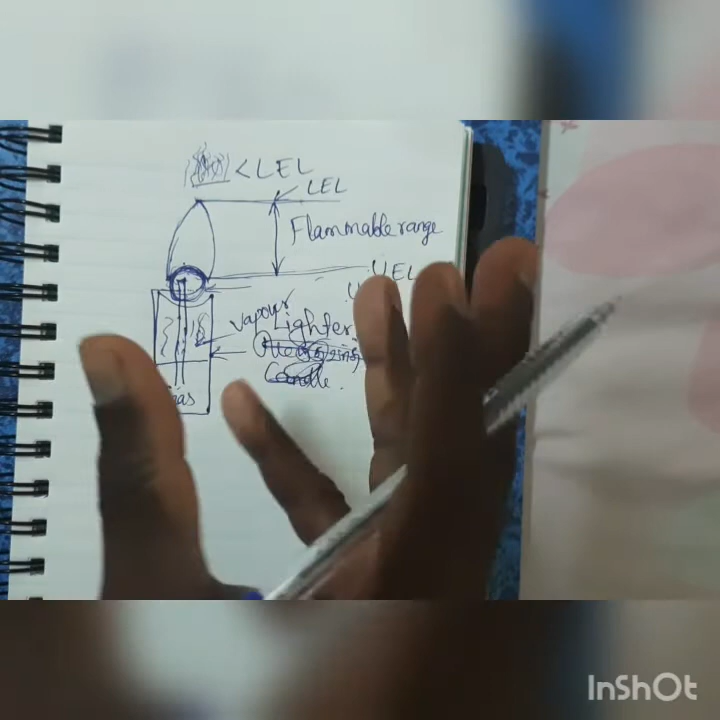 < LEL
LEL
Flammable range
UEL
U
Vapour
Lighter
Candle.
gas
InShOt